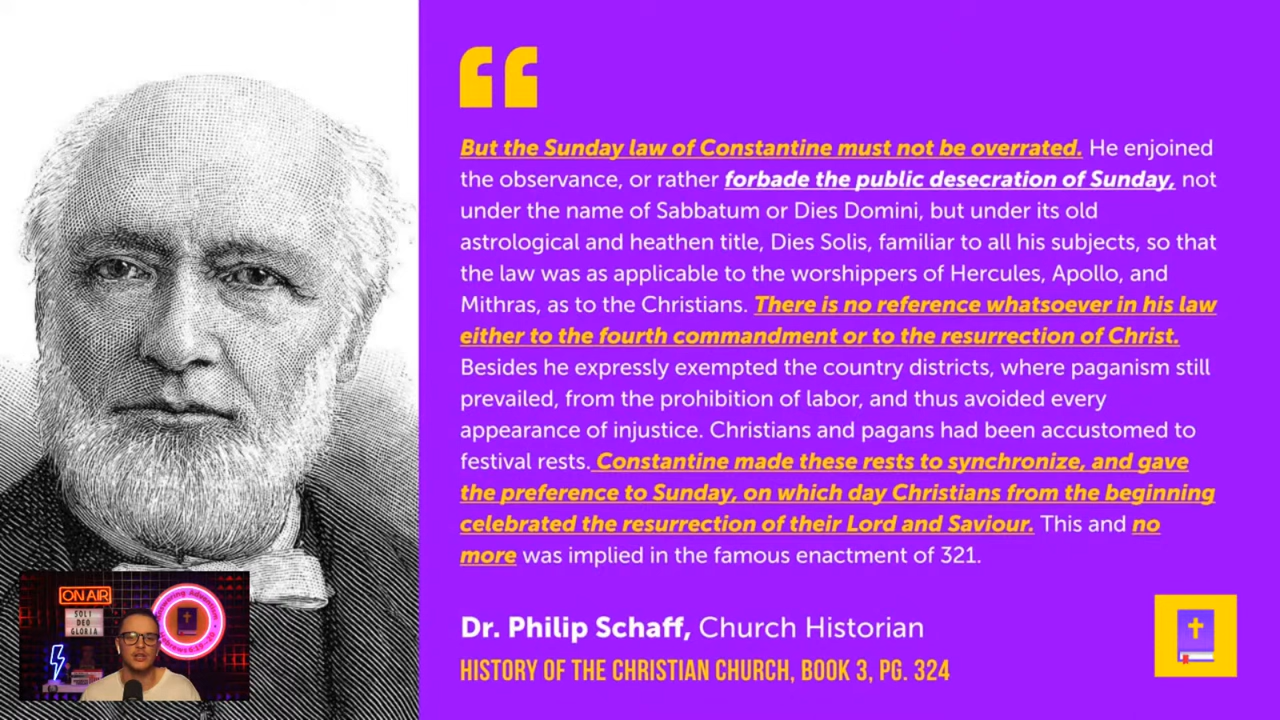 But the Sunday law of Constantine must not be overrated. He enjoined
the observance, or rather forbade the public desecration of Sunday, not
under the name of Sabbatum or Dies Domini, but under its old
astrological and heathen title, Dies Solis, familiar to all his subjects, so that
the law was as applicable to the worshippers of Hercules, Apollo, and
Mithras, as to the Christians. There is no reference whatsoever in his law
either to the fourth commandment or to the resurrection of Christ.
Besides he expressly exempted the country districts, where paganism still
prevailed, from the prohibition of labor, and thus avoided every
appearance of injustice. Christians and pagans had been accustomed to
festival rests. Constantine made these rests to synchronize, and gave
the preference to Sunday, on which day Christians from the beginning
celebrated the resurrection of their Lord and Saviour. This and no
more was implied in the famous enactment of 321.
Dr. Philip Schaff, Church Historian
HISTORY OF THE CHRISTIAN CHURCH, BOOK 3, PG. 324
ON AIR
SOLI
DEO
GLORIA